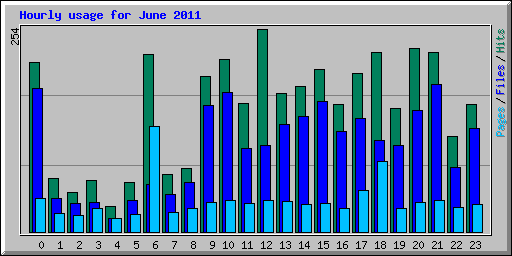 Hourly usage for June 2011
254
Pages/Files/Hits
0 1 2 3 4 5 6 7 8 9 10 11 12 13 14 15 16 17 18 19 20 21 22 23